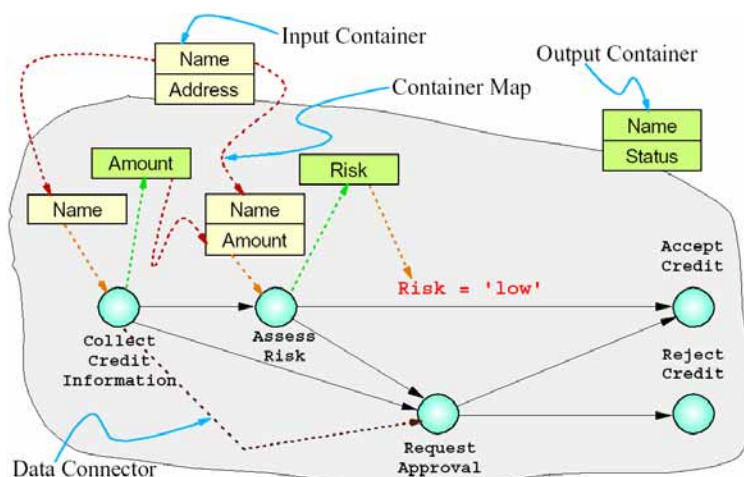 Input Container
Name
Address
Output Container
Container Map
Name
Status
Amount
Risk
Name
Name
Amount
Accept
Credit
Risk = 'low'
Collect
Credit
Information
Assess
Risk
Reject
Credit
Request
Approval
Data Connector